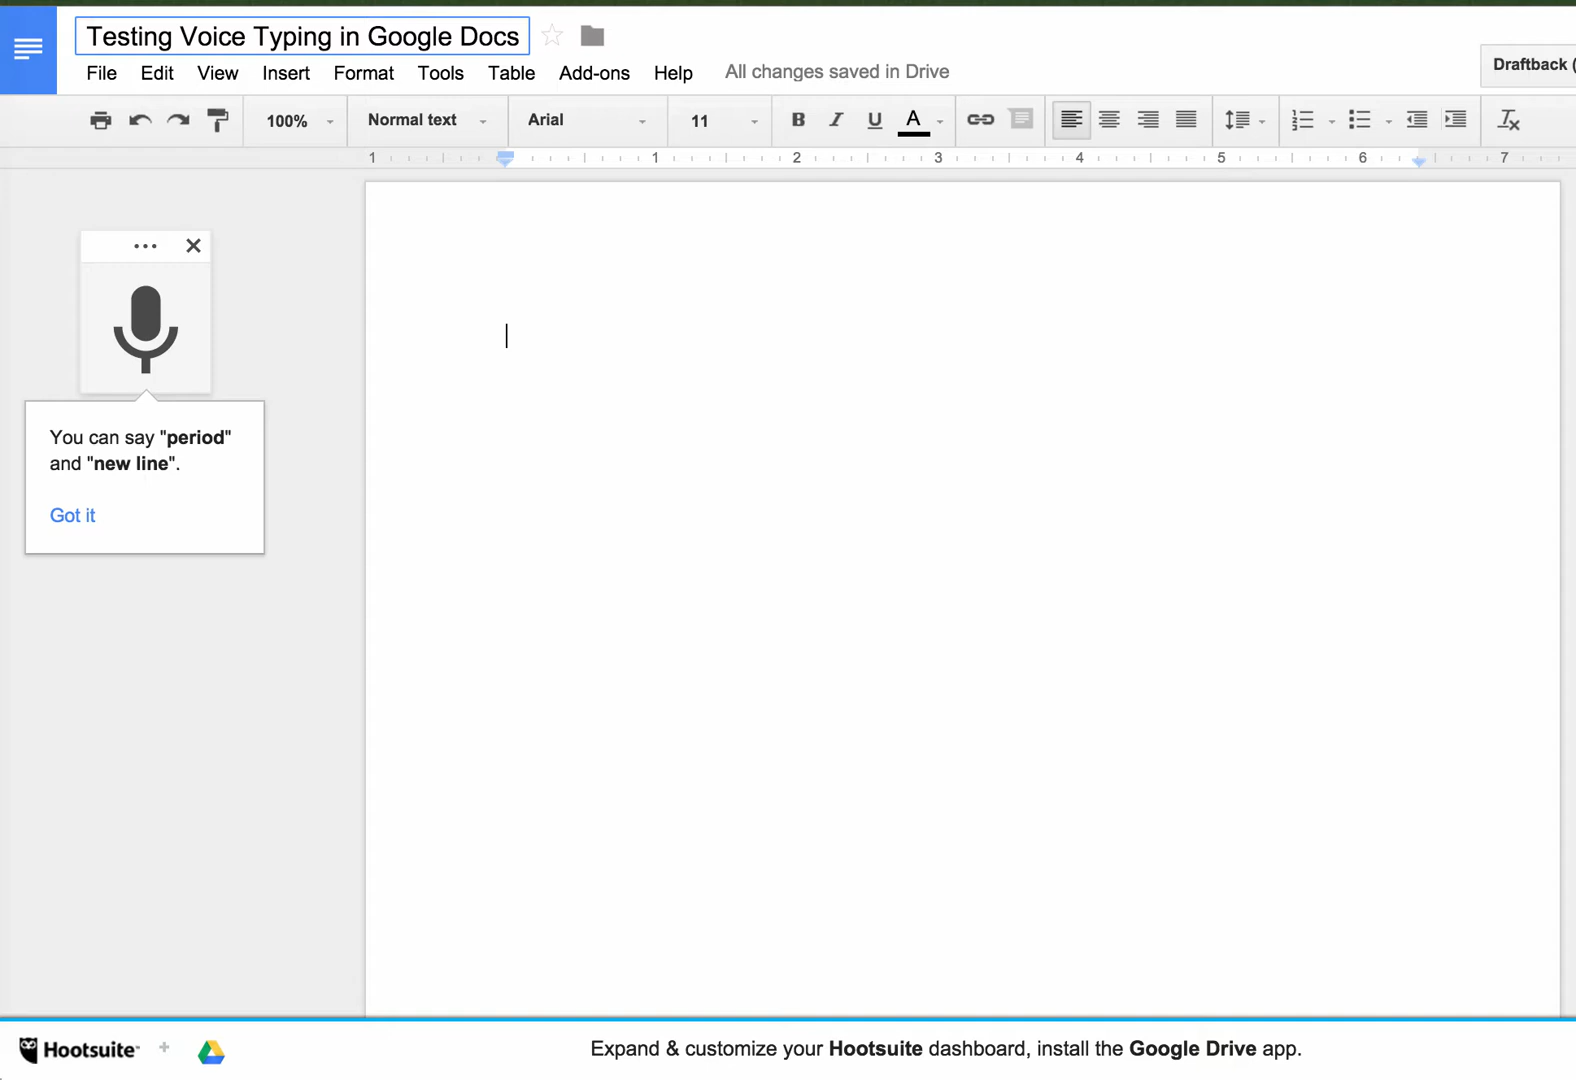 Testing Voice Typing in Google Docs
File Edit View Insert Format Tools Table Add-ons Help All changes saved in Drive
Draftback (
100% Normal text Arial 11 B I U A
1 1 2 3 4 5 6 7
You can say "period"
and "new line".
Got it
Hootsuite™ + Expand & customize your Hootsuite dashboard, install the Google Drive app.